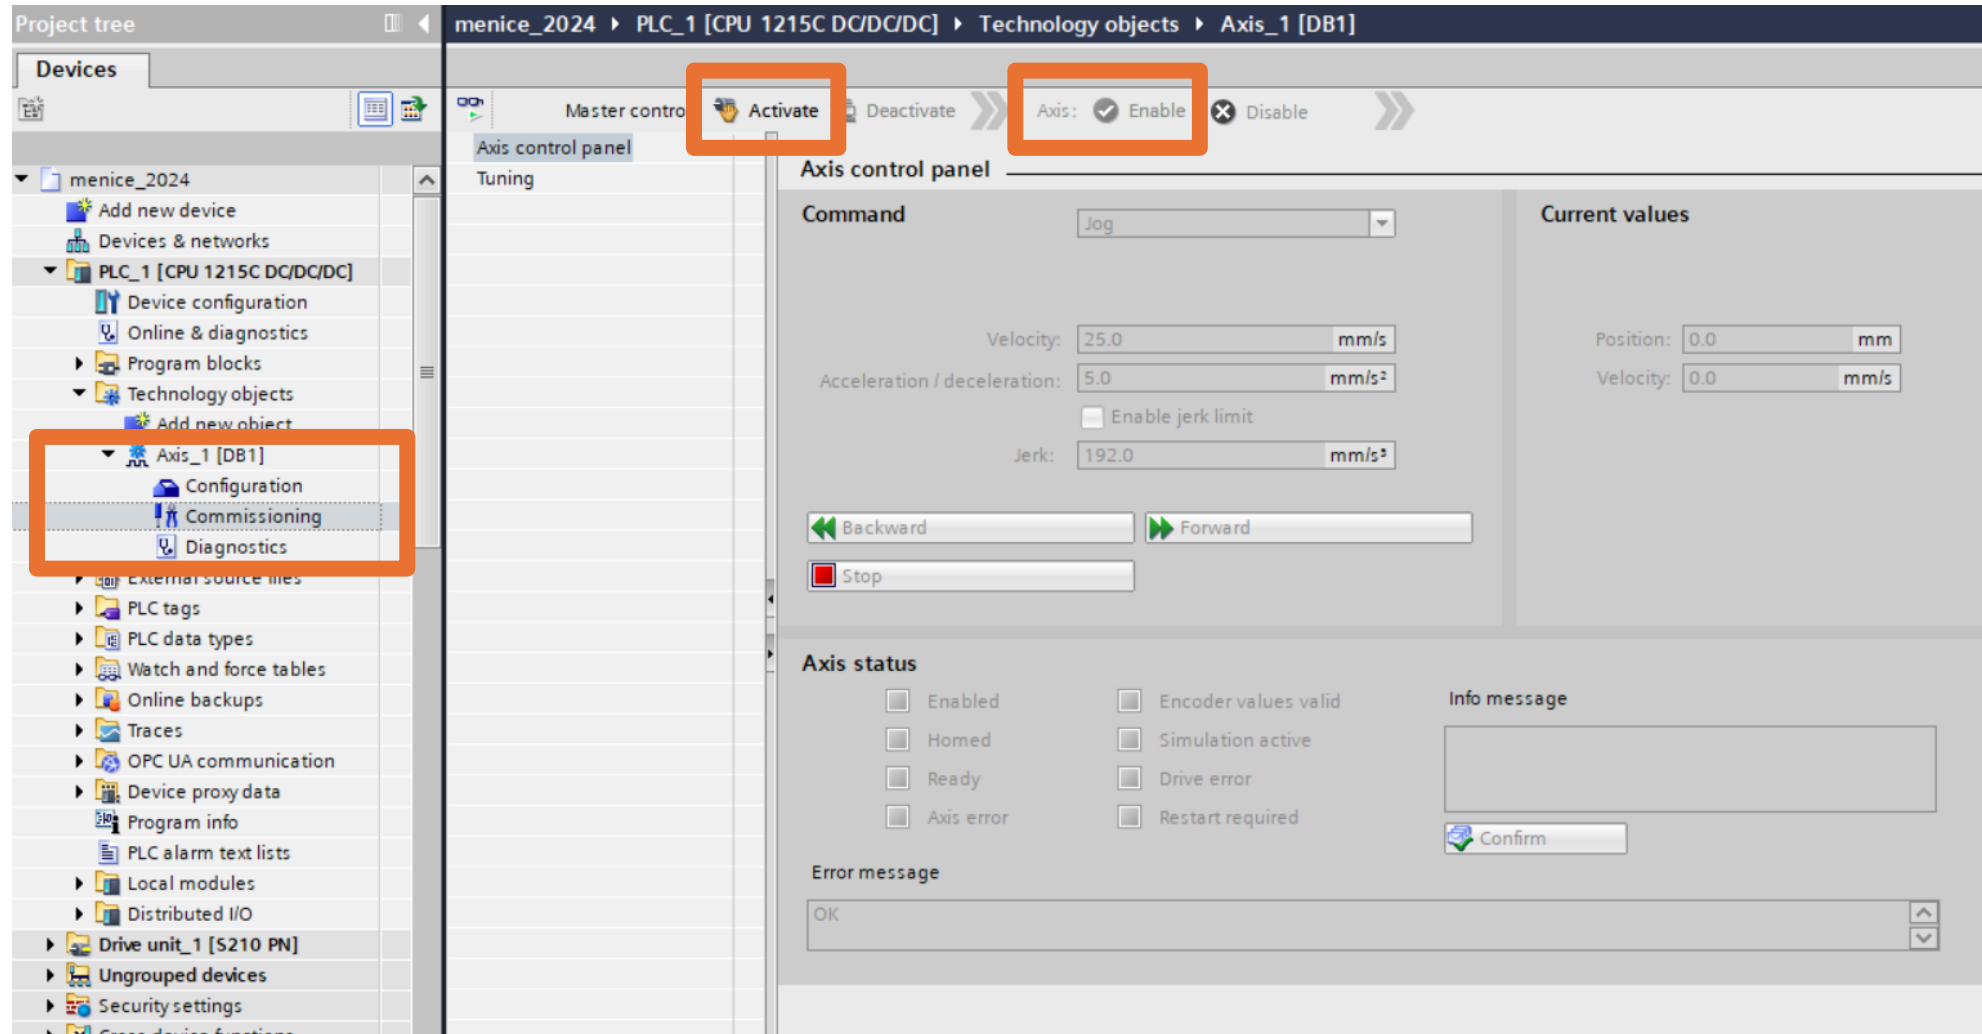 Project tree
menice_2024 ▸ PLC_1 [CPU 1215C DC/DC/DC] ▸ Technology objects ▸ Axis_1 [DB1]
Devices
Master contro
Activate
Deactivate
Axis:
Enable
Disable
Axis control panel
Tuning
menice_2024
Add new device
Devices & networks
PLC_1 [CPU 1215C DC/DC/DC]
Device configuration
Online & diagnostics
Program blocks
Technology objects
Add new object
Axis_1 [DB1]
Configuration
Commissioning
Diagnostics
External source files
PLC tags
PLC data types
Watch and force tables
Online backups
Traces
OPC UA communication
Device proxy data
Program info
PLC alarm text lists
Local modules
Distributed I/O
Drive unit_1 [S210 PN]
Ungrouped devices
Security settings
Cross-device functions
Axis control panel
Command
Jog
Velocity: 25.0 mm/s
Acceleration / deceleration: 5.0 mm/s²
Enable jerk limit
Jerk: 192.0 mm/s³
Backward
Forward
Stop
Current values
Position: 0.0 mm
Velocity: 0.0 mm/s
Axis status
Enabled
Homed
Ready
Axis error
Encoder values valid
Simulation active
Drive error
Restart required
Info message
Confirm
Error message
OK